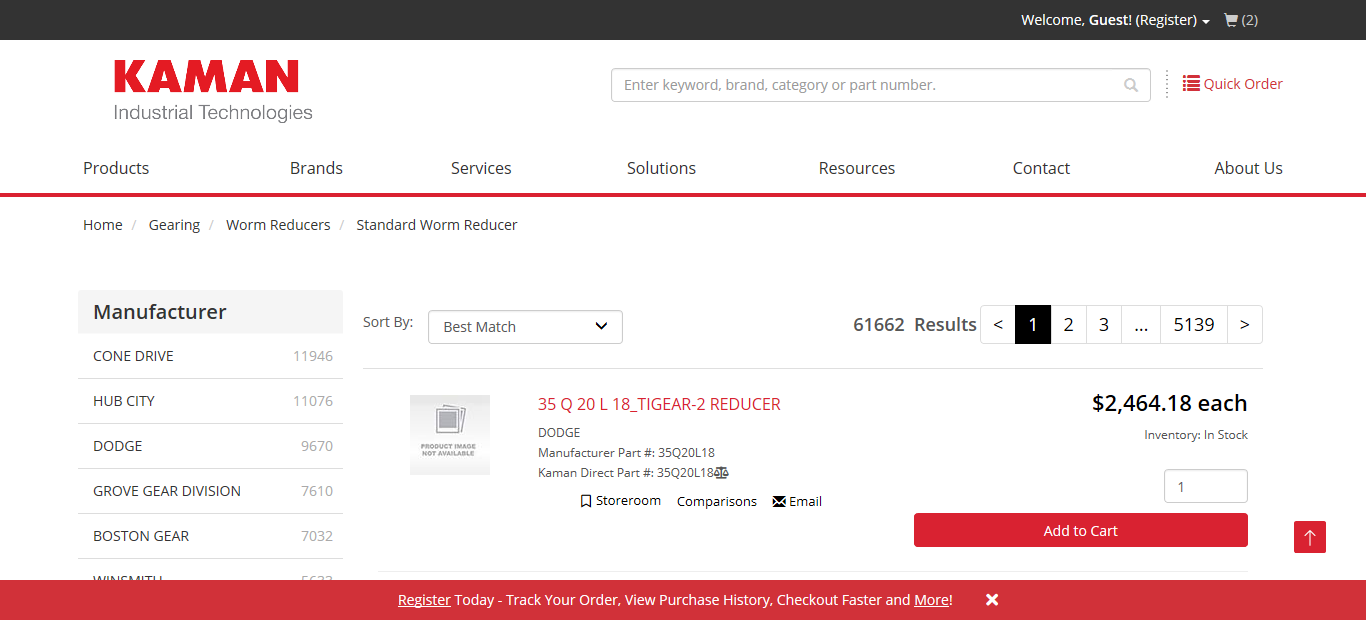 Welcome, Guest! (Register) (2)
KAMAN
Industrial Technologies
Enter keyword, brand, category or part number.
Quick Order
Products Brands Services Solutions Resources Contact About Us
Home / Gearing / Worm Reducers / Standard Worm Reducer
Manufacturer
CONE DRIVE 11946
HUB CITY 11076
DODGE 9670
GROVE GEAR DIVISION 7610
BOSTON GEAR 7032
Sort By: Best Match
61662 Results < 1 2 3 ... 5139 >
PRODUCT IMAGE
NOT AVAILABLE
35 Q 20 L 18_TIGEAR-2 REDUCER
DODGE
Manufacturer Part #: 35Q20L18
Kaman Direct Part #: 35Q20L18
Storeroom Comparisons Email
$2,464.18 each
Inventory: In Stock
1
Add to Cart
Register Today - Track Your Order, View Purchase History, Checkout Faster and More!